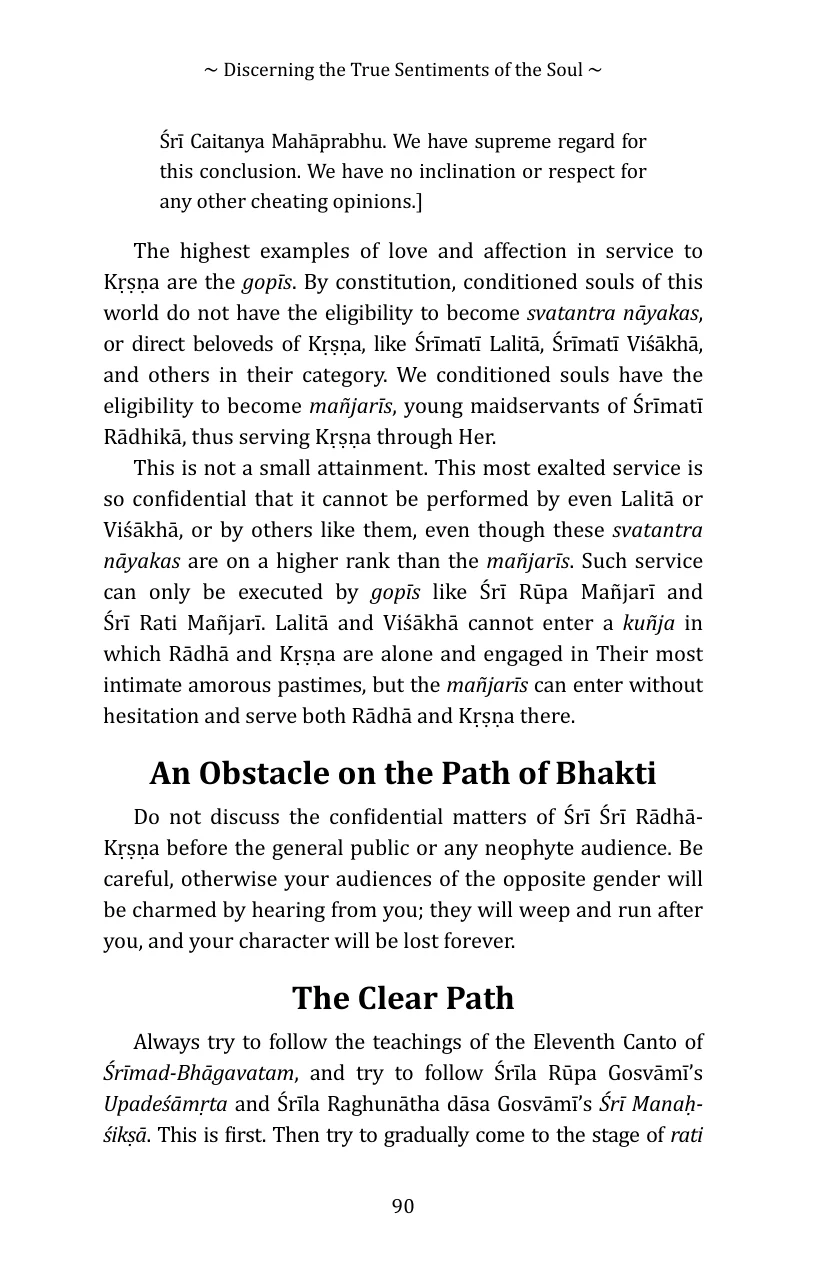 ~ Discerning the True Sentiments of the Soul ~
Śrī Caitanya Mahāprabhu. We have supreme regard for
this conclusion. We have no inclination or respect for
any other cheating opinions.]
The highest examples of love and affection in service to
Kṛṣṇa are the gopīs. By constitution, conditioned souls of this
world do not have the eligibility to become svatantra nāyakas,
or direct beloveds of Kṛṣṇa, like Śrīmatī Lalitā, Śrīmatī Viśākhā,
and others in their category. We conditioned souls have the
eligibility to become mañjarīs, young maidservants of Śrīmatī
Rādhikā, thus serving Kṛṣṇa through Her.
This is not a small attainment. This most exalted service is
so confidential that it cannot be performed by even Lalitā or
Viśākhā, or by others like them, even though these svatantra
nāyakas are on a higher rank than the mañjarīs. Such service
can only be executed by gopīs like Śrī Rūpa Mañjarī and
Śrī Rati Mañjarī. Lalitā and Viśākhā cannot enter a kuñja in
which Rādhā and Kṛṣṇa are alone and engaged in Their most
intimate amorous pastimes, but the mañjarīs can enter without
hesitation and serve both Rādhā and Kṛṣṇa there.
An Obstacle on the Path of Bhakti
Do not discuss the confidential matters of Śrī Śrī Rādhā-
Kṛṣṇa before the general public or any neophyte audience. Be
careful, otherwise your audiences of the opposite gender will
be charmed by hearing from you; they will weep and run after
you, and your character will be lost forever.
The Clear Path
Always try to follow the teachings of the Eleventh Canto of
Śrīmad-Bhāgavatam, and try to follow Śrīla Rūpa Gosvāmī’s
Upadeśāmṛta and Śrīla Raghunātha dāsa Gosvāmī’s Śrī Manaḥ-
śikṣā. This is first. Then try to gradually come to the stage of rati
90